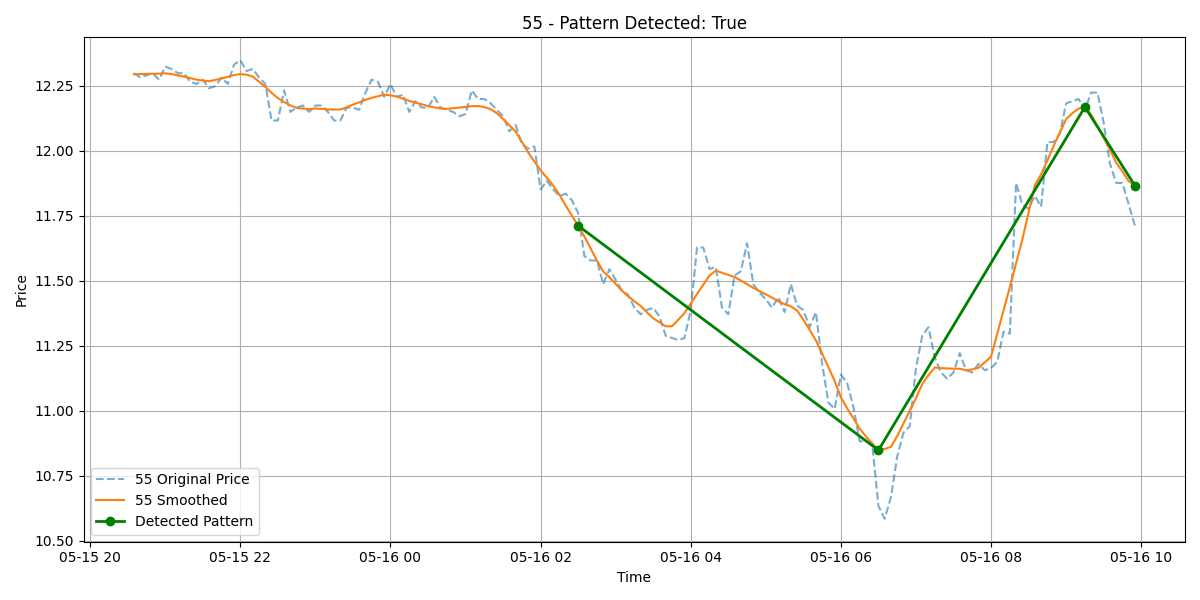 55 - Pattern Detected: True
Price
12.25
12.00
11.75
11.50
11.25
11.00
10.75
10.50
55 Original Price
55 Smoothed
Detected Pattern
05-15 20 05-15 22 05-16 00 05-16 02 05-16 04 05-16 06 05-16 08 05-16 10
Time